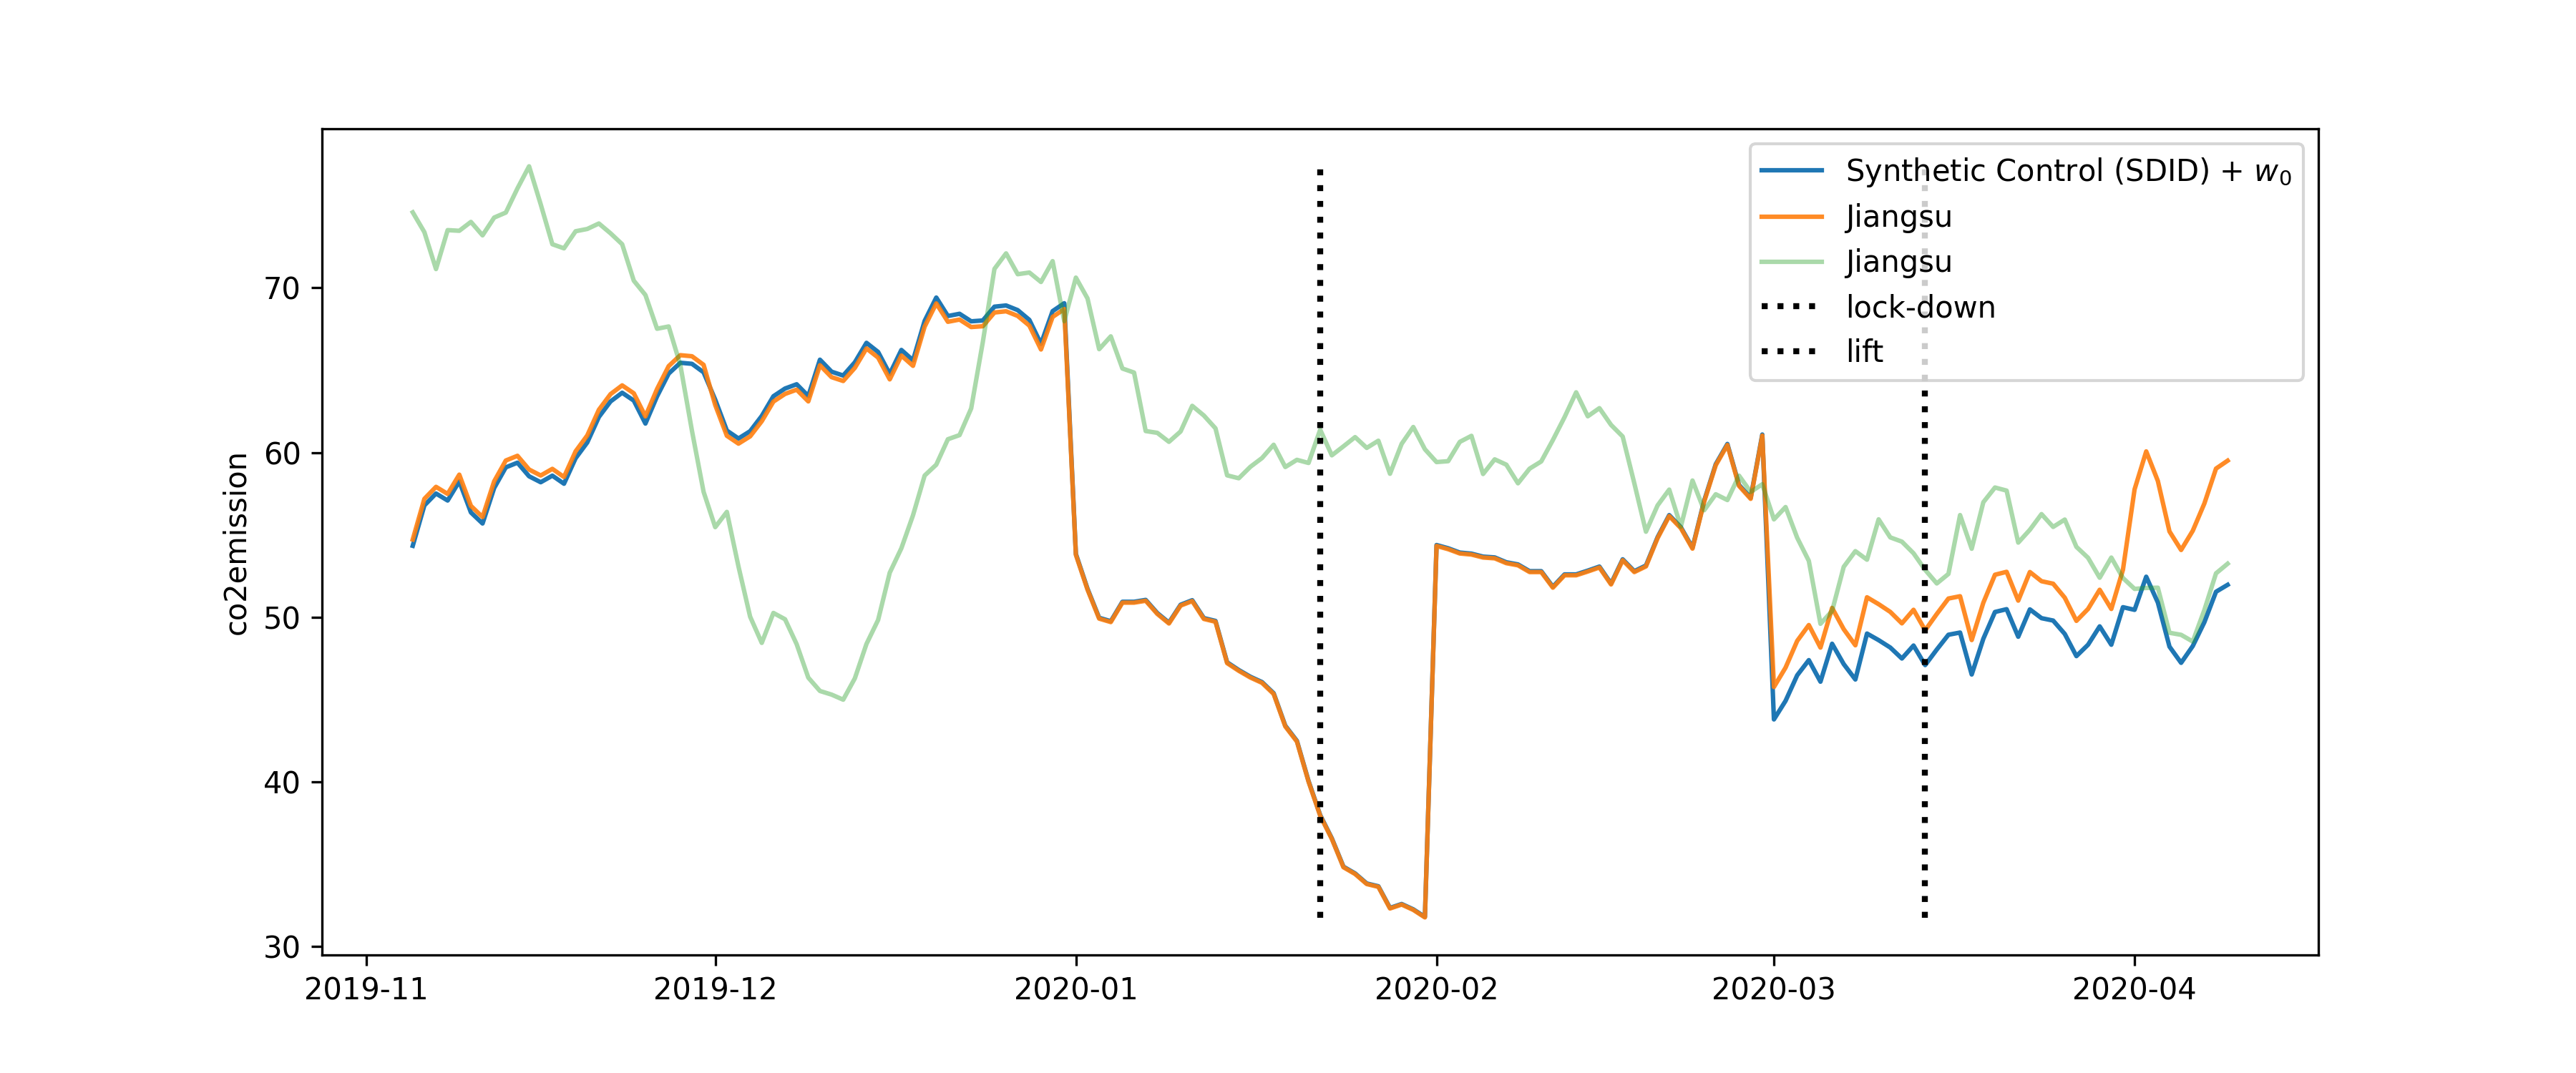 Synthetic Control (SDID) + w₀
Jiangsu
Jiangsu
lock-down
lift
co2emission
70
60
50
40
30
2019-11 2019-12 2020-01 2020-02 2020-03 2020-04